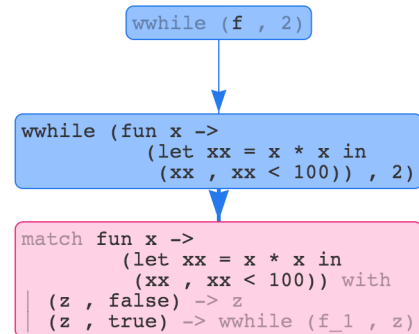 wwhile (f , 2)
wwhile (fun x ->
(let xx = x * x in
(xx , xx < 100)) , 2)
match fun x ->
(let xx = x * x in
(xx , xx < 100)) with
| (z , false) -> z
| (z , true) -> wwhile (f_1 , z)